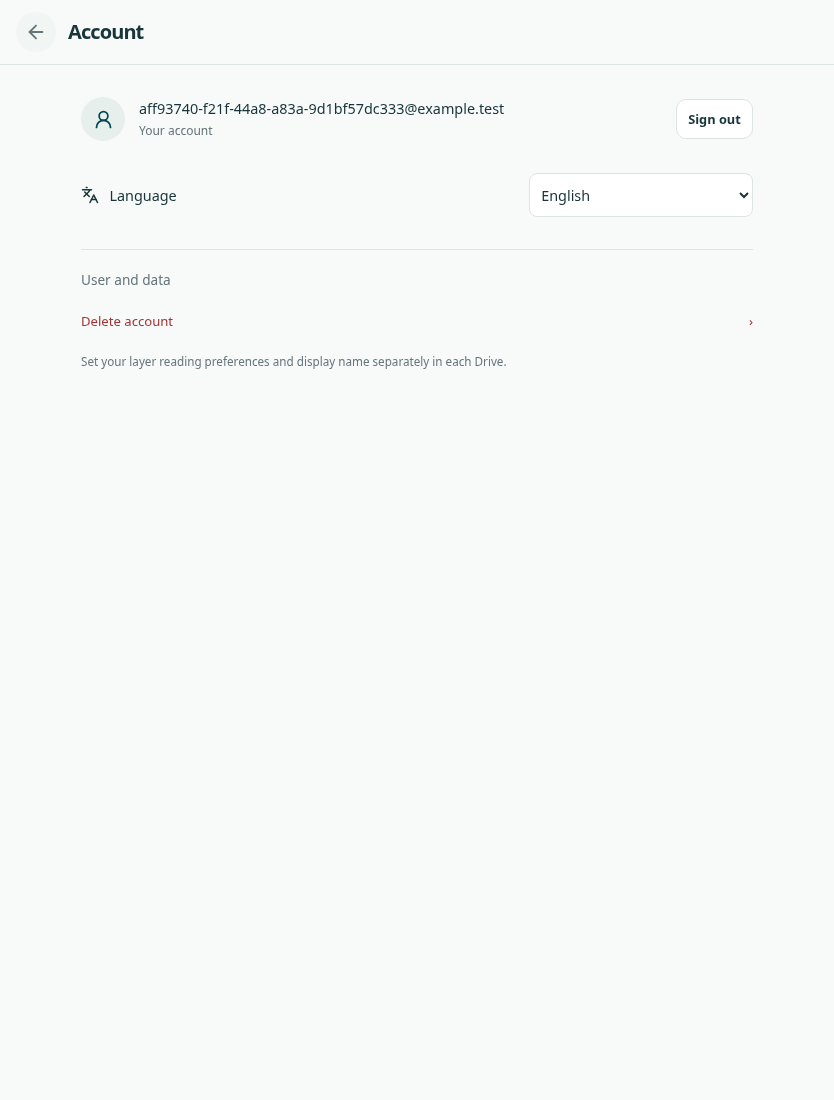 Account
aff93740-f21f-44a8-a83a-9d1bf57dc333@example.test
Your account
Sign out
Language
English
User and data
Delete account
›
Set your layer reading preferences and display name separately in each Drive.